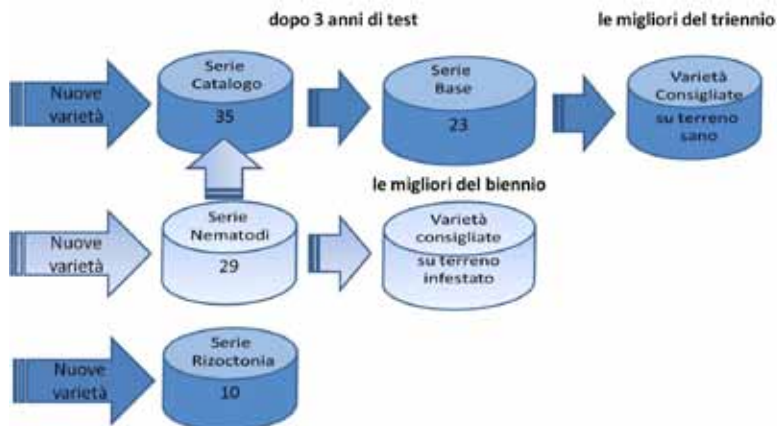 dopo 3 anni di test
le migliori del triennio
Nuove
varietà
Serie
Catalogo
35
Serie
Base
23
Varietà
Consigliate
su terreno
sano
le migliori del biennio
Nuove
varietà
Serie
Nematodi
29
Varietà
consigliate
su terreno
infestato
Nuove
varietà
Serie
Rizoctonia
10